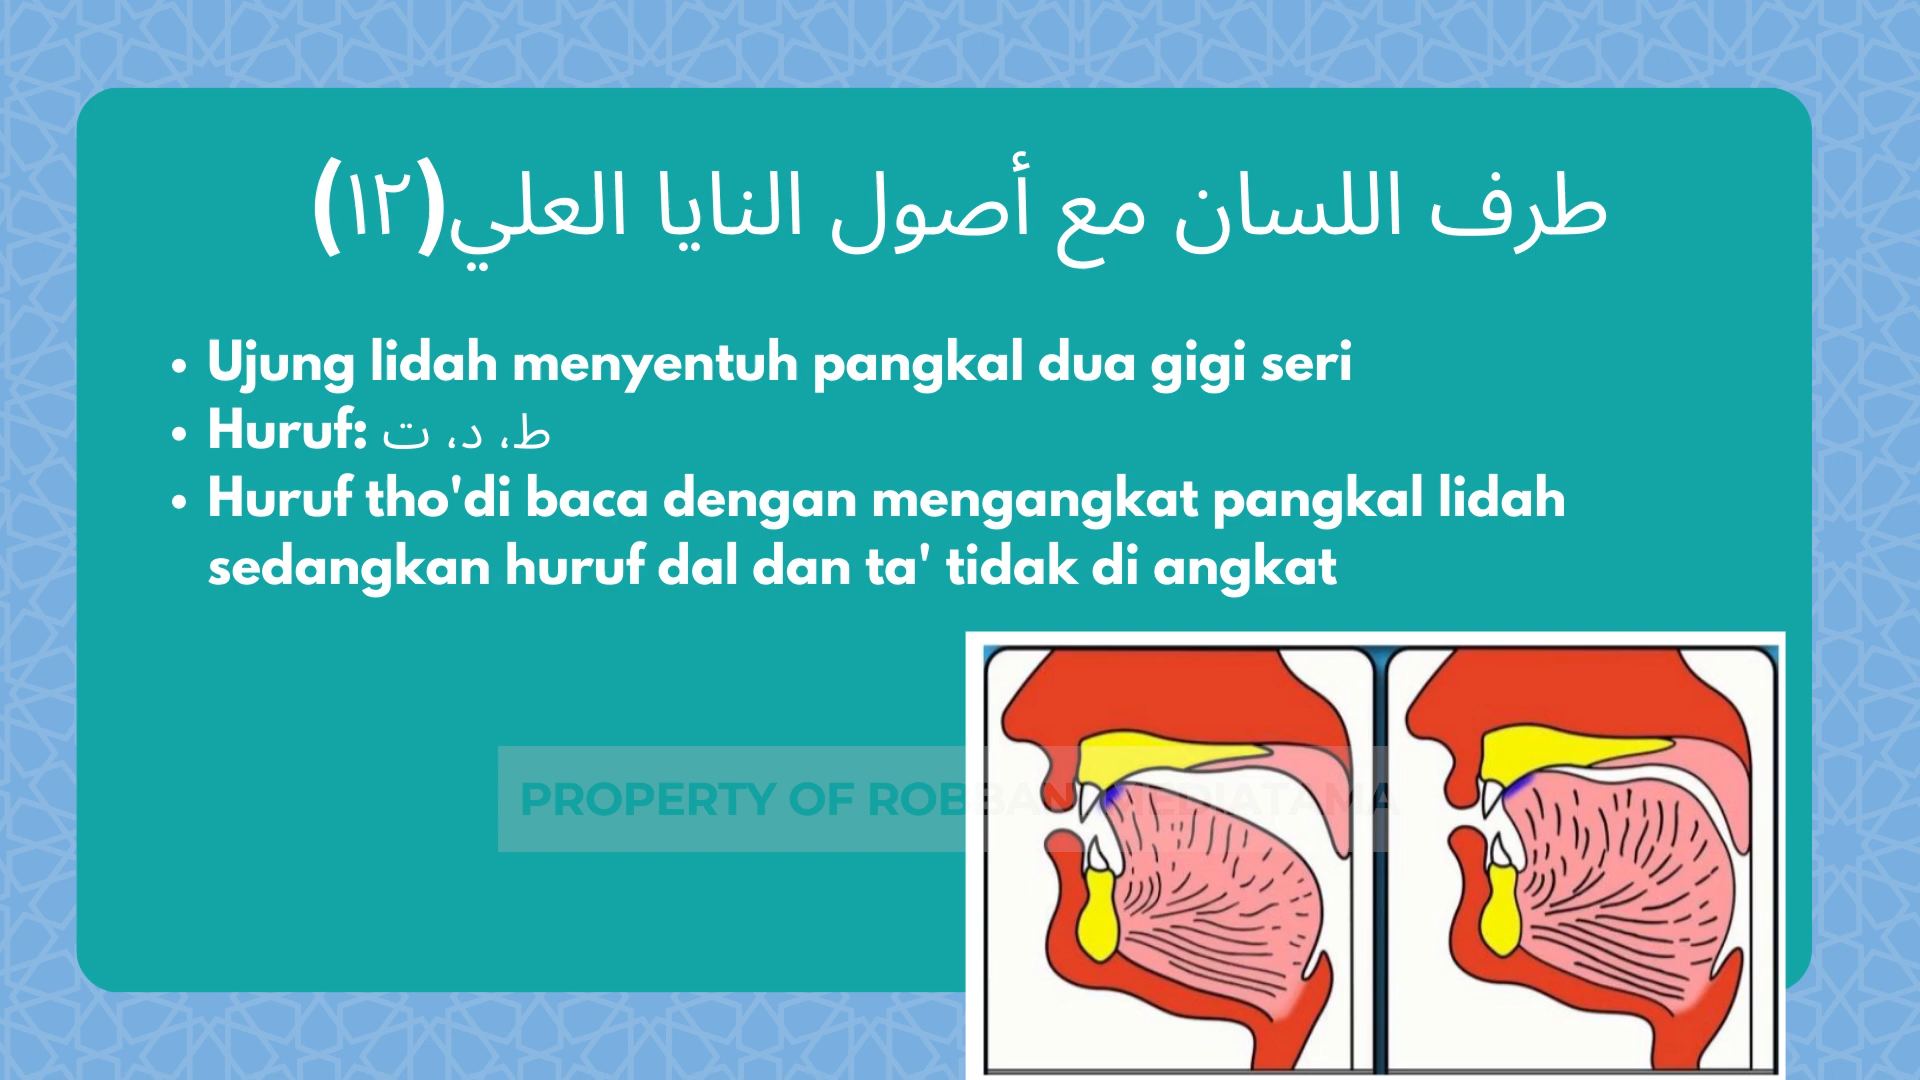 طرف اللسان مع أصول النايا العلي(١٢)
• Ujung lidah menyentuh pangkal dua gigi seri
• Huruf: ط، د، ت
• Huruf tho'di baca dengan mengangkat pangkal lidah
sedangkan huruf dal dan ta' tidak di angkat
PROPERTY OF ROBBANI MEDIATAMA